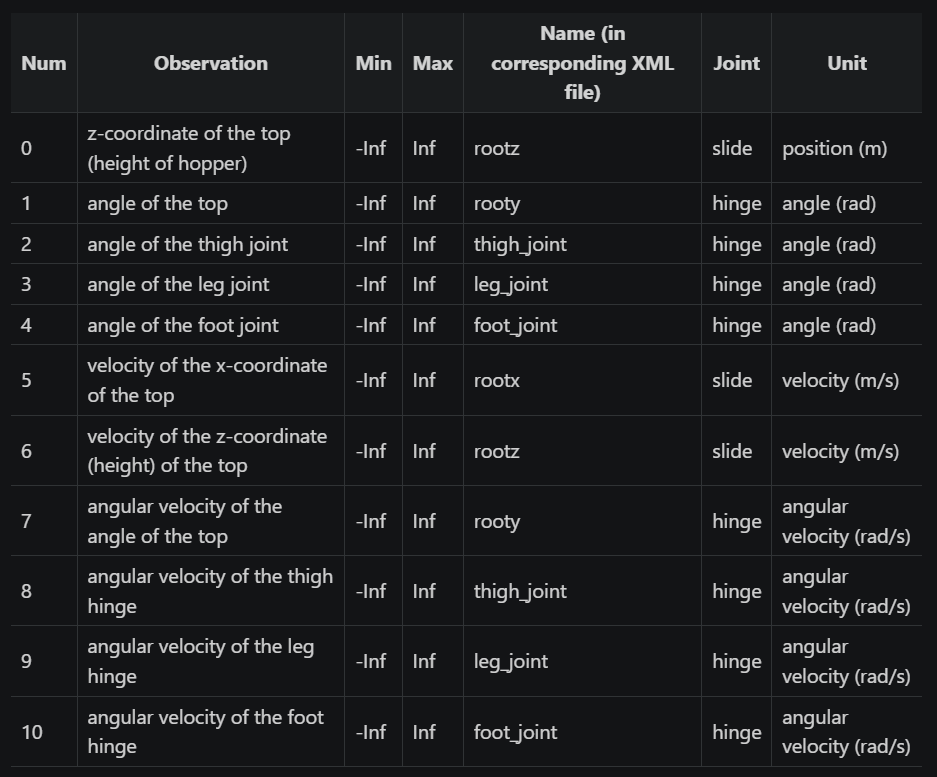 Num Observation Min Max Name (in corresponding XML file) Joint Unit
0 z-coordinate of the top (height of hopper) -Inf Inf rootz slide position (m)
1 angle of the top -Inf Inf rooty hinge angle (rad)
2 angle of the thigh joint -Inf Inf thigh_joint hinge angle (rad)
3 angle of the leg joint -Inf Inf leg_joint hinge angle (rad)
4 angle of the foot joint -Inf Inf foot_joint hinge angle (rad)
5 velocity of the x-coordinate of the top -Inf Inf rootx slide velocity (m/s)
6 velocity of the z-coordinate (height) of the top -Inf Inf rootz slide velocity (m/s)
7 angular velocity of the angle of the top -Inf Inf rooty hinge angular velocity (rad/s)
8 angular velocity of the thigh hinge -Inf Inf thigh_joint hinge angular velocity (rad/s)
9 angular velocity of the leg hinge -Inf Inf leg_joint hinge angular velocity (rad/s)
10 angular velocity of the foot hinge -Inf Inf foot_joint hinge angular velocity (rad/s)